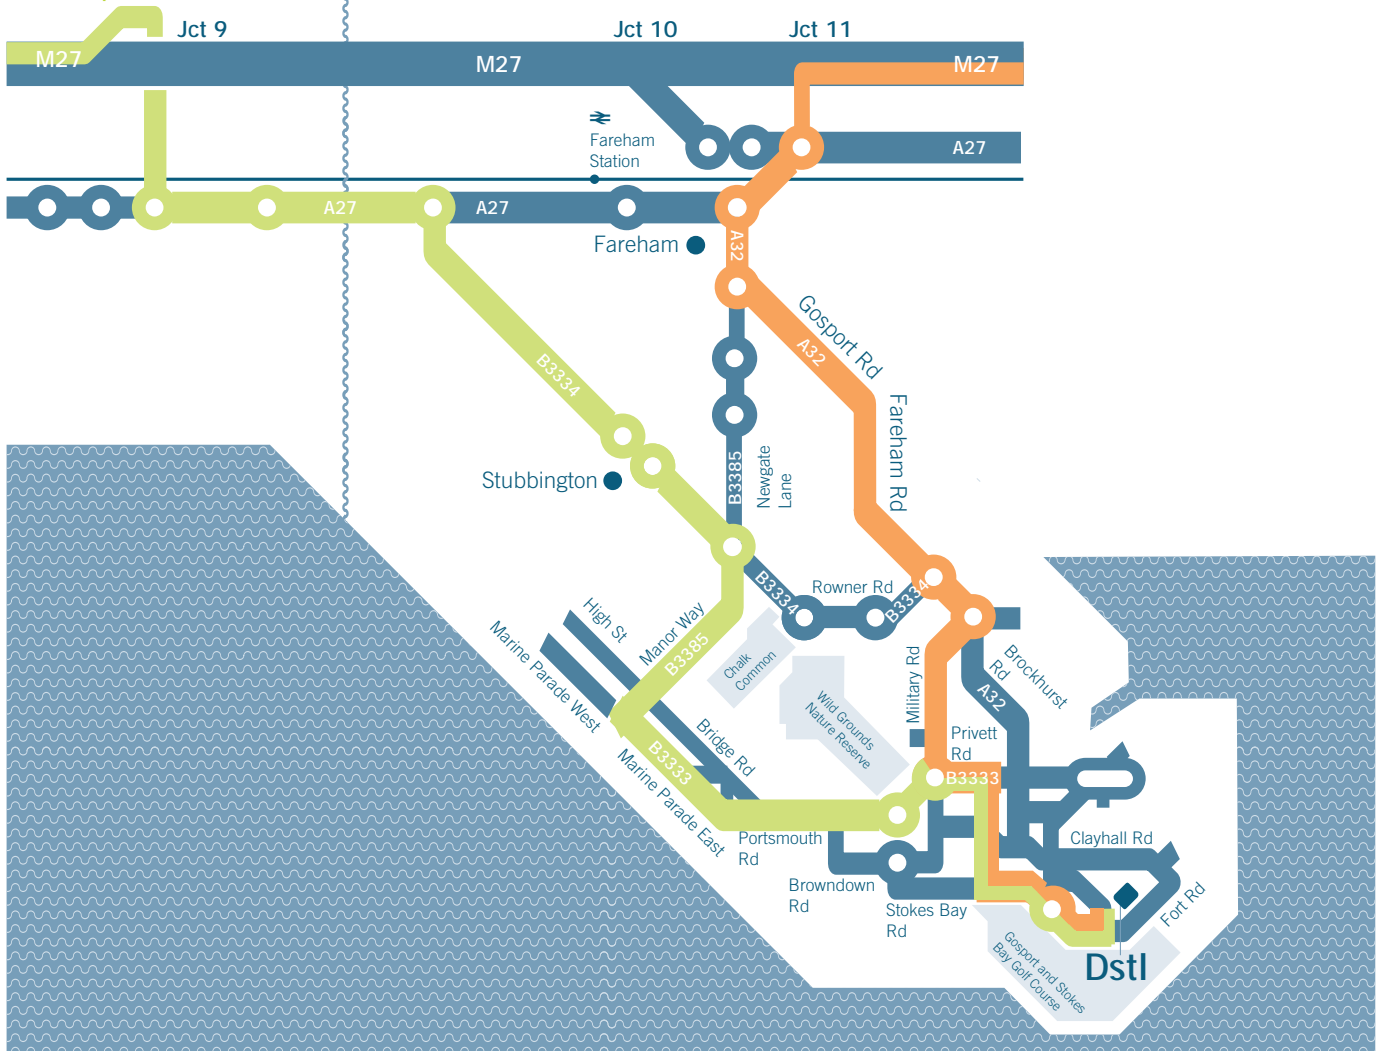 Jct 9
Jct 10
Jct 11
M27
M27
M27
Fareham
Station
A27
A27
A27
Fareham
A32
Gosport Rd
A32
Fareham Rd
B3334
Stubbington
B3385
Newgate
Lane
B3334
Rowner Rd
B3334
High St
Manor Way
B3385
Marine Parade West
Chalk
Common
Wild Grounds
Nature Reserve
Military Rd
Brockhurst
Rd
A32
Bridge Rd
Privett
Rd
B3333
B3333
Marine Parade East
Portsmouth
Rd
Clayhall Rd
Browndown
Rd
Stokes Bay
Rd
Fort Rd
Gosport and Stokes
Bay Golf Course
Dstl